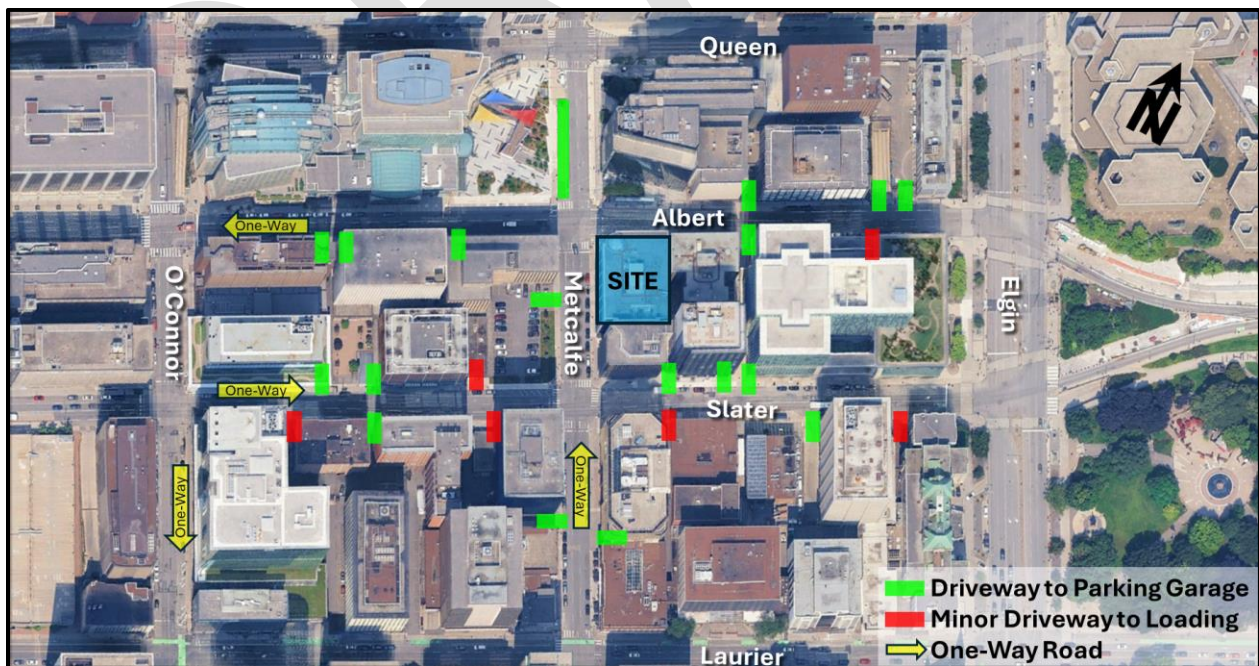 Queen
N
Albert
One-Way
SITE
O'Connor
Metcalfe
Elgin
One-Way
Slater
One-Way
One-Way
Driveway to Parking Garage
Minor Driveway to Loading
One-Way Road
Laurier